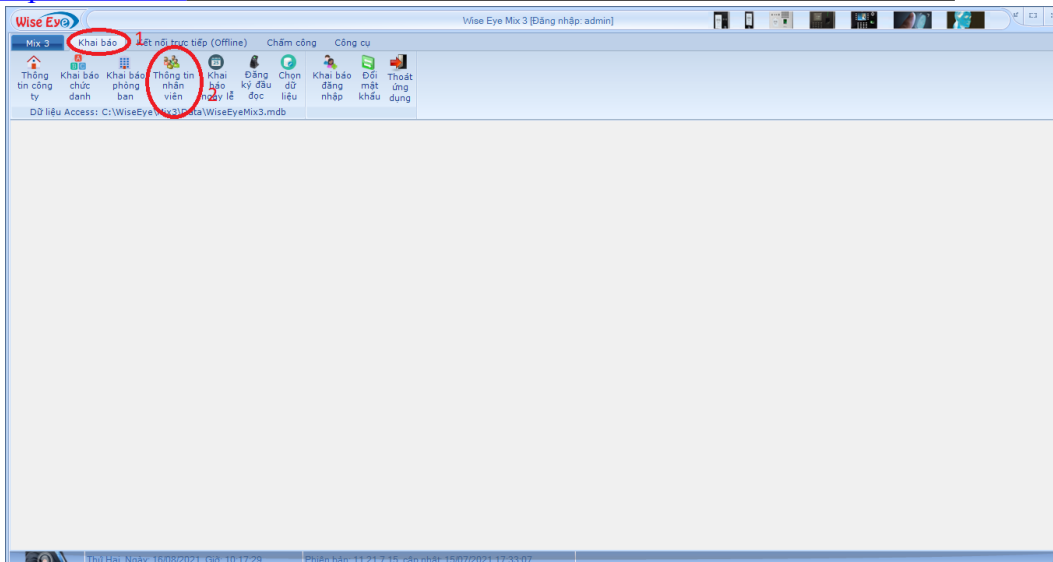 Wise Eye
Wise Eye Mix 3 [Đăng nhập: admin]
Mix 3 Khai báo 1 Kết nối trực tiếp (Offline) Chấm công Công cụ
Thông tin công ty
Khai báo chức danh
Khai báo phòng ban
Thông tin nhân viên
2
Khai báo ngày lễ
Đăng ký đầu đọc
Chọn dữ liệu
Khai báo đăng nhập
Đổi mật khẩu
Thoát ứng dụng
Dữ liệu Access: C:\WiseEye\Mix3\Data\WiseEyeMix3.mdb
Thứ Hai, Ngày: 16/08/2021, Giờ: 10:17:29 Phiên bản: 11.21.7.15, cập nhật: 15/07/2021 17:33:07